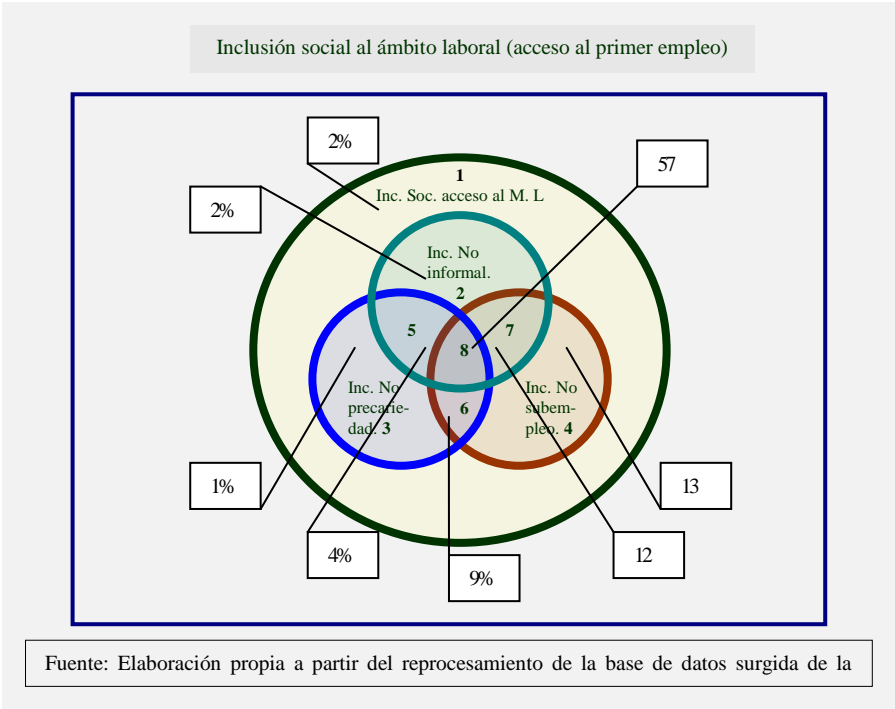 Inclusión social al ámbito laboral (acceso al primer empleo)
2%
57
1
Inc. Soc. acceso al M. L
2%
Inc. No
informal.
2
5
7
8
Inc. No
precarie-
dad. 3
6
Inc. No
subem-
pleo. 4
1%
13
4%
12
9%
Fuente: Elaboración propia a partir del reprocesamiento de la base de datos surgida de la